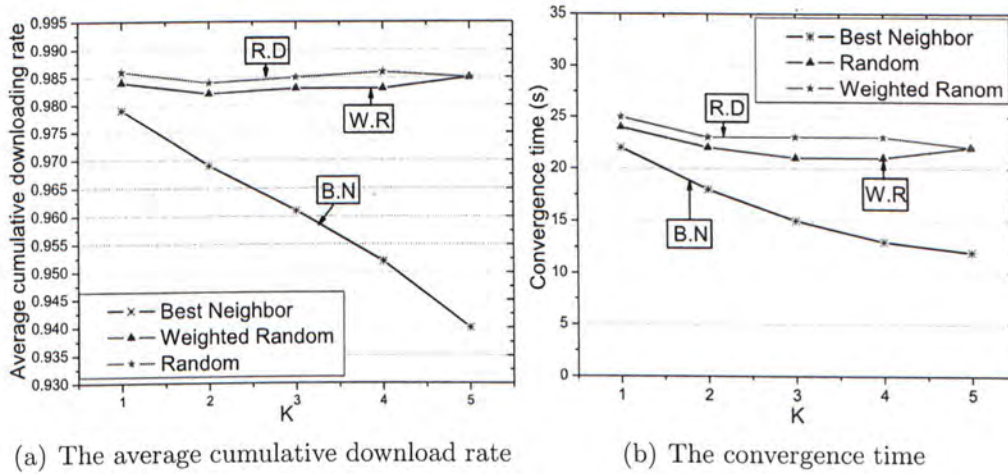 0.995
0.990
0.985
0.980
0.975
0.970
0.965
0.960
0.955
0.950
0.945
0.940
0.935
0.930
Average cumulative downloading rate
R.D
W.R
B.N
Best Neighbor
Weighted Random
Random
1 2 3 4 5
K
(a) The average cumulative download rate
35
30
25
20
15
10
5
0
Convergence time (s)
Best Neighbor
Random
Weighted Ranom
R.D
W.R
B.N
1 2 3 4 5
K
(b) The convergence time